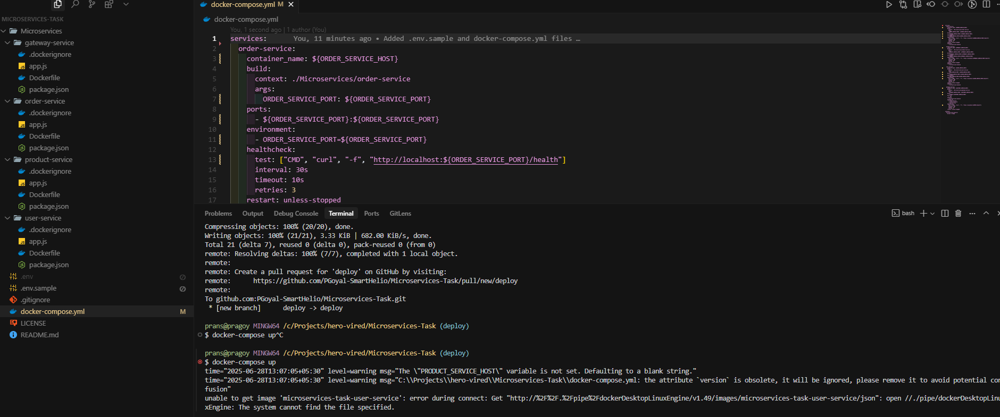 docker-compose.yml M
MICROSERVICES-TASK
docker-compose.yml
Microservices
You, 1 second ago | 1 author (You)
gateway-service
1 services: You, 11 minutes ago • Added .env.sample and docker-compose.yml files …
.dockerignore
2 order-service:
app.js
3 container_name: ${ORDER_SERVICE_HOST}
Dockerfile
4 build:
package.json
5 context: ./Microservices/order-service
order-service
6 args:
.dockerignore
7 ORDER_SERVICE_PORT: ${ORDER_SERVICE_PORT}
app.js
8 ports:
Dockerfile
9 - ${ORDER_SERVICE_PORT}:${ORDER_SERVICE_PORT}
package.json
10 environment:
product-service
11 - ORDER_SERVICE_PORT=${ORDER_SERVICE_PORT}
.dockerignore
12 healthcheck:
app.js
13 test: ["CMD", "curl", "-f", "http://localhost:${ORDER_SERVICE_PORT}/health"]
Dockerfile
14 interval: 30s
package.json
15 timeout: 10s
user-service
16 retries: 3
.dockerignore
17 restart: unless-stopped
app.js
Dockerfile
package.json
.env
.env.sample
.gitignore
docker-compose.yml M
LICENSE
README.md
Problems Output Debug Console Terminal Ports GitLens bash
Compressing objects: 100% (20/20), done.
Writing objects: 100% (21/21), 3.33 KiB | 682.00 KiB/s, done.
Total 21 (delta 7), reused 0 (delta 0), pack-reused 0 (from 0)
remote: Resolving deltas: 100% (7/7), completed with 1 local object.
remote:
remote: Create a pull request for 'deploy' on GitHub by visiting:
remote: https://github.com/PGoyal-SmartHelio/Microservices-Task/pull/new/deploy
remote:
To github.com:PGoyal-SmartHelio/Microservices-Task.git
* [new branch] deploy -> deploy
prans@pragoy MINGW64 /c/Projects/hero-vired/Microservices-Task (deploy)
$ docker-compose up^C
prans@pragoy MINGW64 /c/Projects/hero-vired/Microservices-Task (deploy)
$ docker-compose up
time="2025-06-28T13:07:05+05:30" level=warning msg="The \"PRODUCT_SERVICE_HOST\" variable is not set. Defaulting to a blank string."
time="2025-06-28T13:07:05+05:30" level=warning msg="C:\\Projects\\hero-vired\\Microservices-Task\\docker-compose.yml: the attribute `version` is obsolete, it will be ignored, please remove it to avoid potential con
fusion"
unable to get image 'microservices-task-user-service': error during connect: Get "http://%2F%2F.%2Fpipe%2FdockerDesktopLinuxEngine/v1.49/images/microservices-task-user-service/json": open //./pipe/dockerDesktopLinu
xEngine: The system cannot find the file specified.